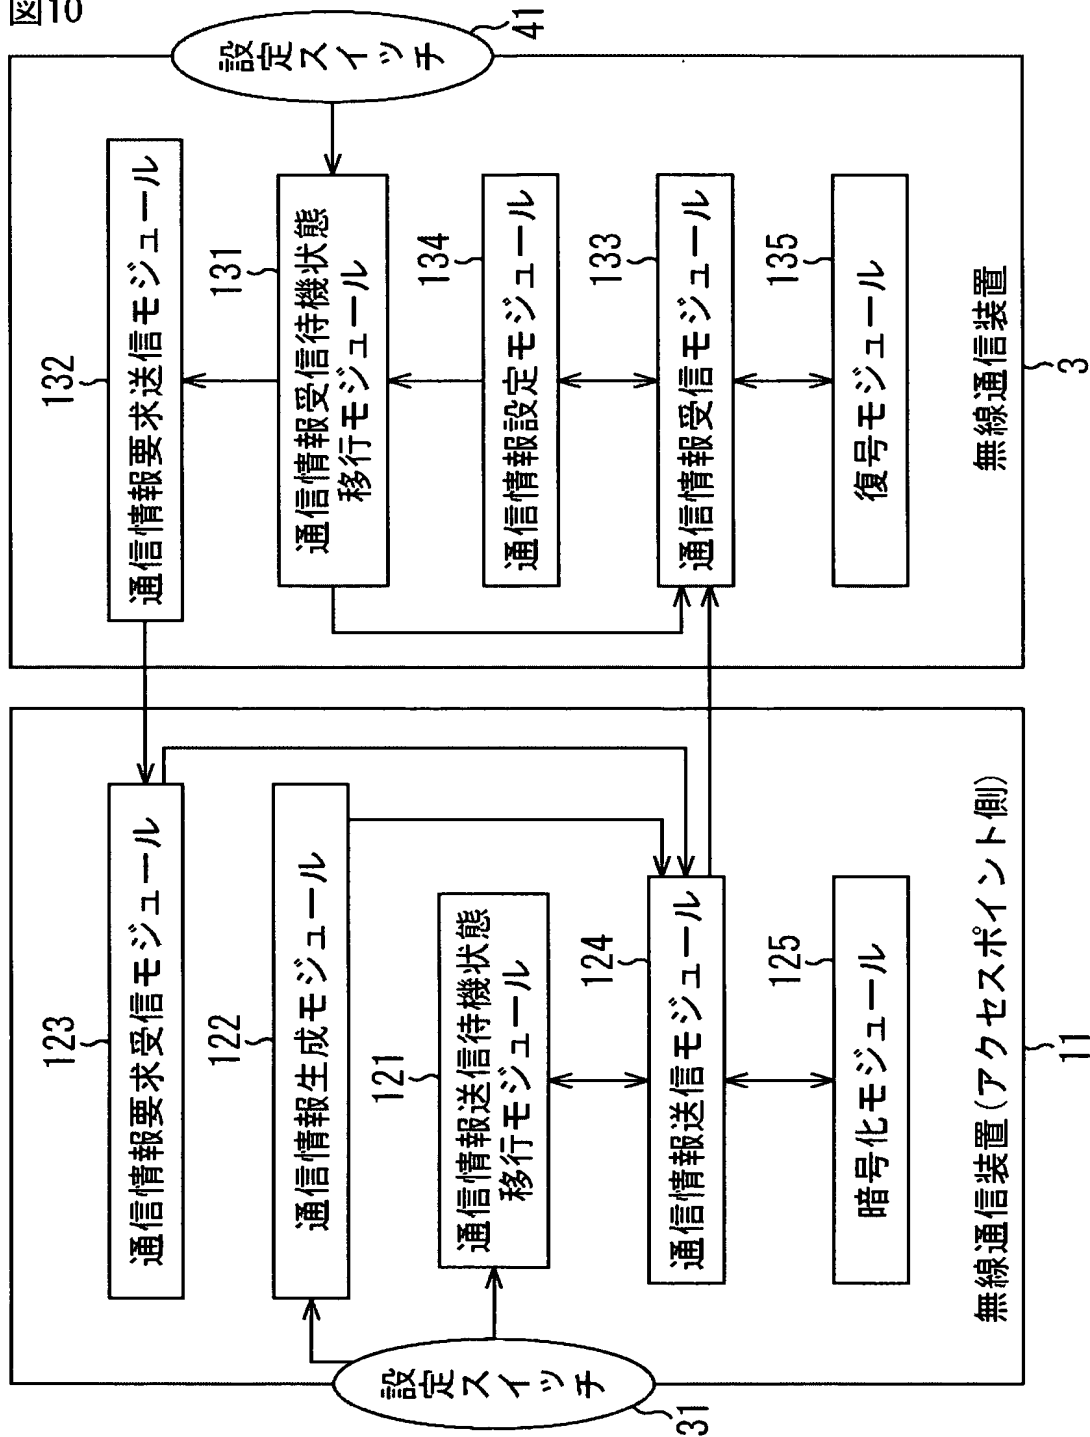 図10
設定スイッチ
41
132
通信情報要求送信モジュール
131
通信情報受信待機状態
移行モジュール
134
通信情報設定モジュール
133
通信情報受信モジュール
135
復号モジュール
無線通信装置
3
123
通信情報要求受信モジュール
122
通信情報生成モジュール
121
通信情報送信待機状態
移行モジュール
124
通信情報送信モジュール
125
暗号化モジュール
無線通信装置(アクセスポイント側)
11
設定スイッチ
31